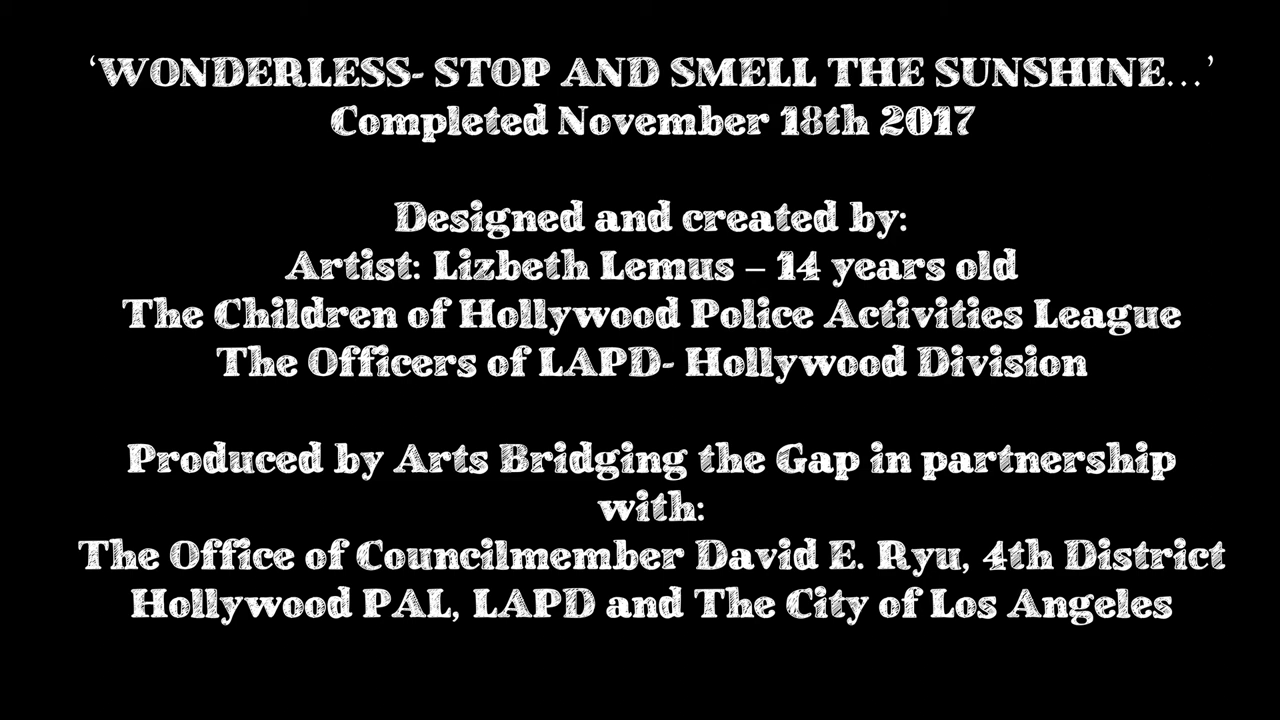 ‘WONDERLESS- STOP AND SMELL THE SUNSHINE...’
Completed November 18th 2017
Designed and created by:
Artist: Lizbeth Lemus – 14 years old
The Children of Hollywood Police Activities League
The Officers of LAPD- Hollywood Division
Produced by Arts Bridging the Gap in partnership
with:
The Office of Councilmember David E. Ryu, 4th District
Hollywood PAL, LAPD and The City of Los Angeles